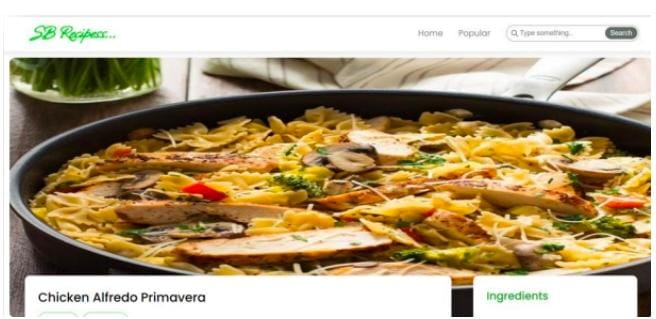 SB Recipess...
Home Popular Type something.. Search
Chicken Alfredo Primavera
Ingredients